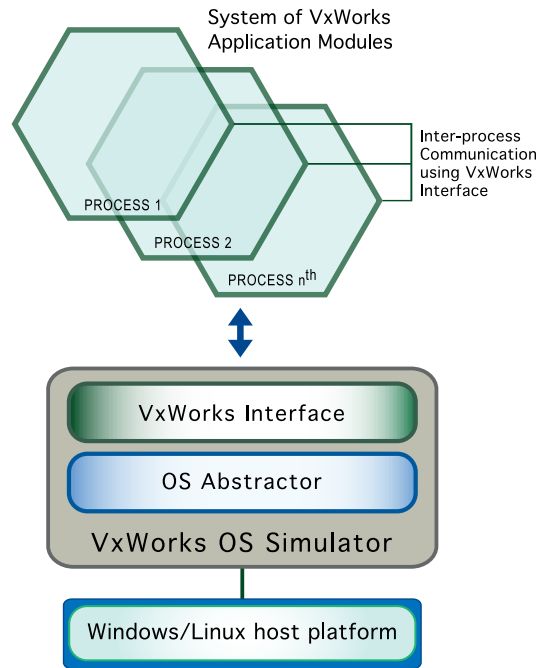 System of VxWorks
Application Modules
Inter-process
Communication
using VxWorks
Interface
PROCESS 1
PROCESS 2
PROCESS nth
VxWorks Interface
OS Abstractor
VxWorks OS Simulator
Windows/Linux host platform